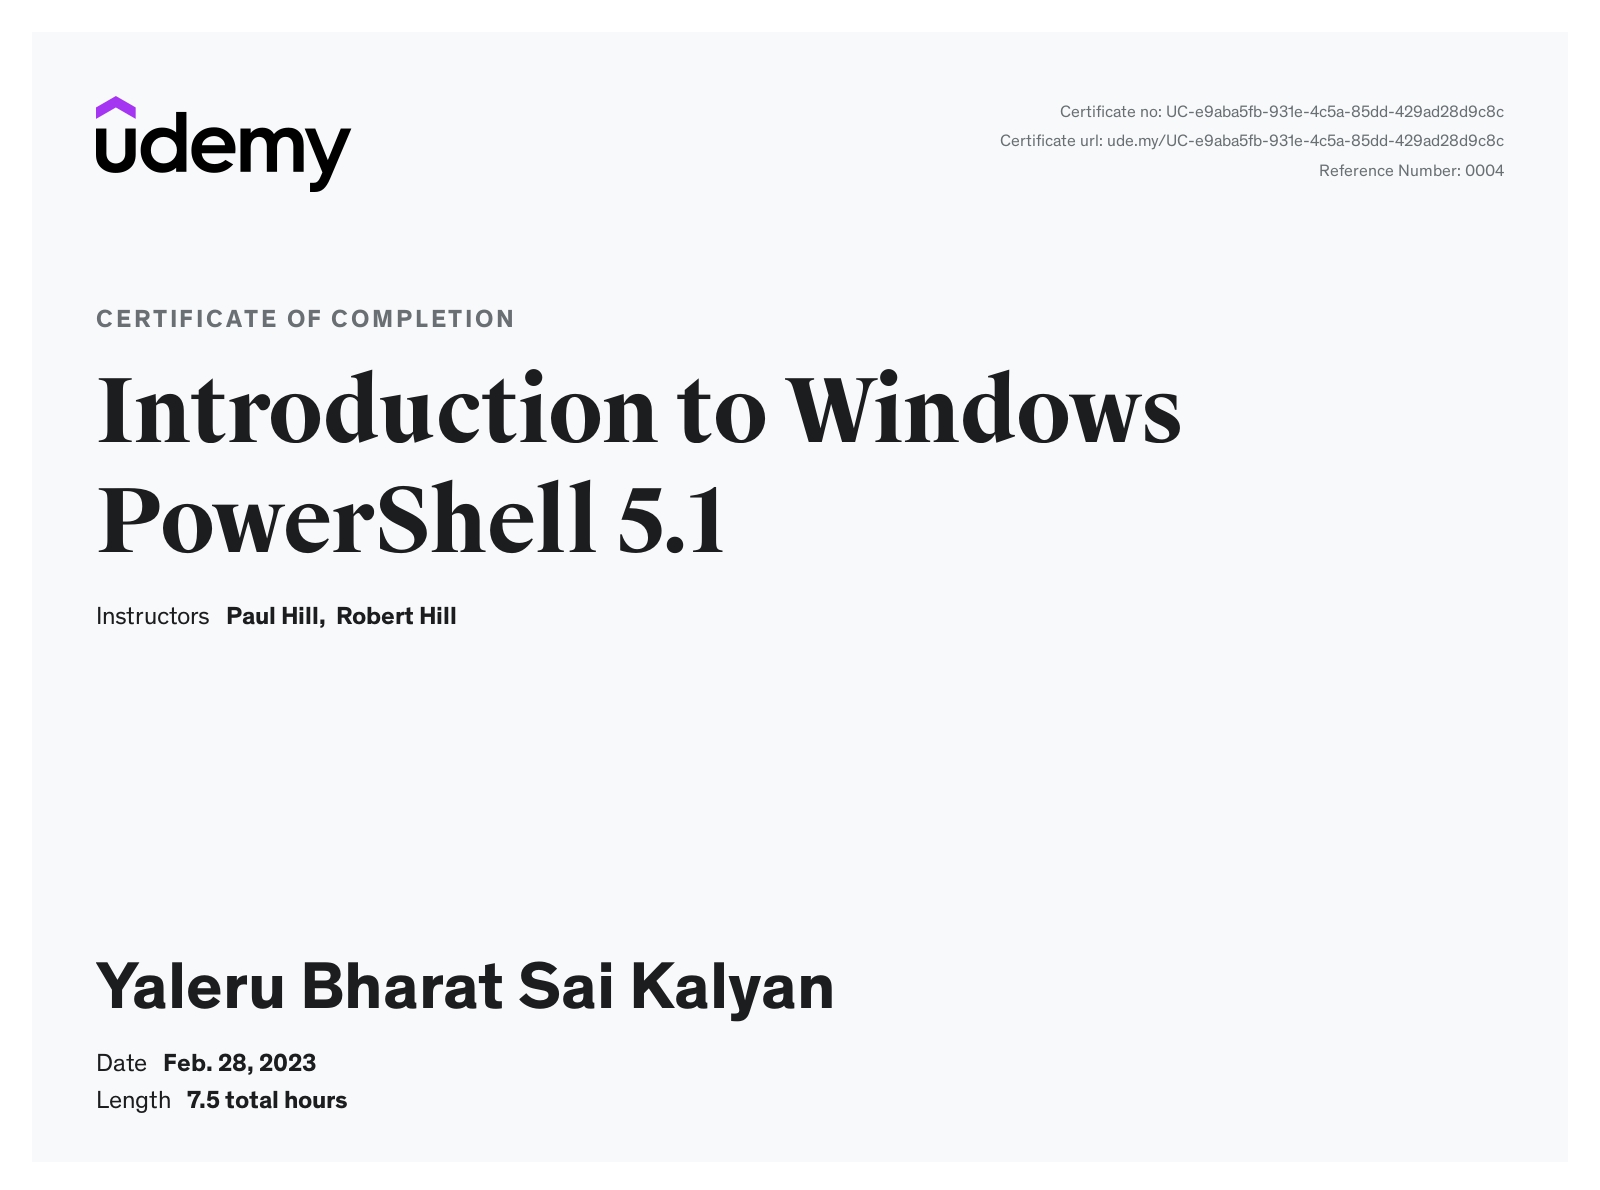 udemy
Certificate no: UC-e9aba5fb-931e-4c5a-85dd-429ad28d9c8c
Certificate url: ude.my/UC-e9aba5fb-931e-4c5a-85dd-429ad28d9c8c
Reference Number: 0004
CERTIFICATE OF COMPLETION
Introduction to Windows
PowerShell 5.1
Instructors Paul Hill, Robert Hill
Yaleru Bharat Sai Kalyan
Date Feb. 28, 2023
Length 7.5 total hours